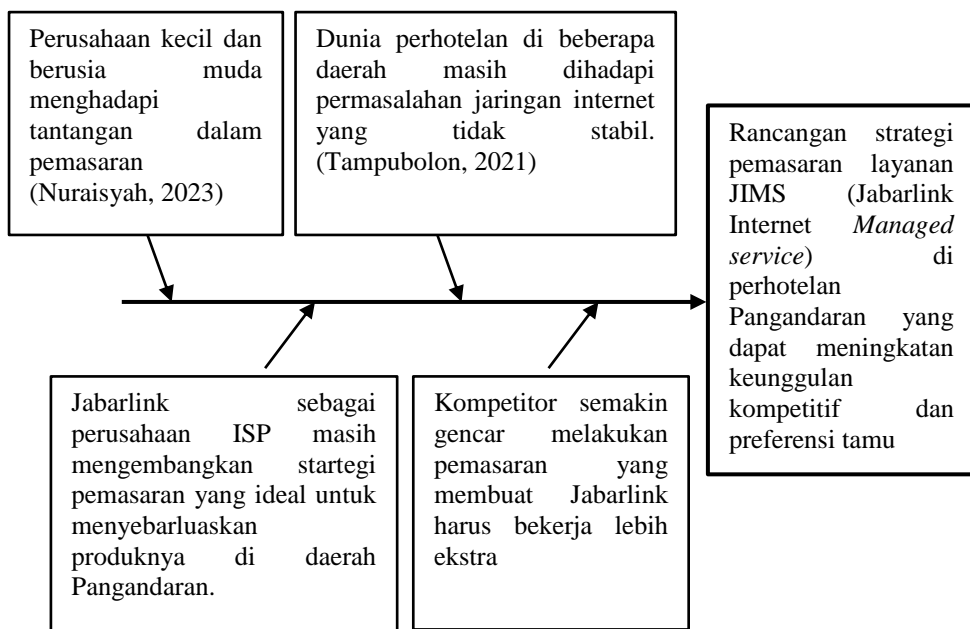 Perusahaan kecil dan
berusia muda
menghadapi
tantangan dalam
pemasaran
(Nuraisyah, 2023)
Dunia perhotelan di beberapa
daerah masih dihadapi
permasalahan jaringan internet
yang tidak stabil.
(Tampubolon, 2021)
Rancangan strategi
pemasaran layanan
JIMS (Jabarlink
Internet Managed
service) di
perhotelan
Pangandaran yang
dapat meningkatan
keunggulan
kompetitif dan
preferensi tamu
Jabarlink sebagai
perusahaan ISP masih
mengembangkan startegi
pemasaran yang ideal untuk
menyebarluaskan
produknya di daerah
Pangandaran.
Kompetitor semakin
gencar melakukan
pemasaran yang
membuat Jabarlink
harus bekerja lebih
ekstra